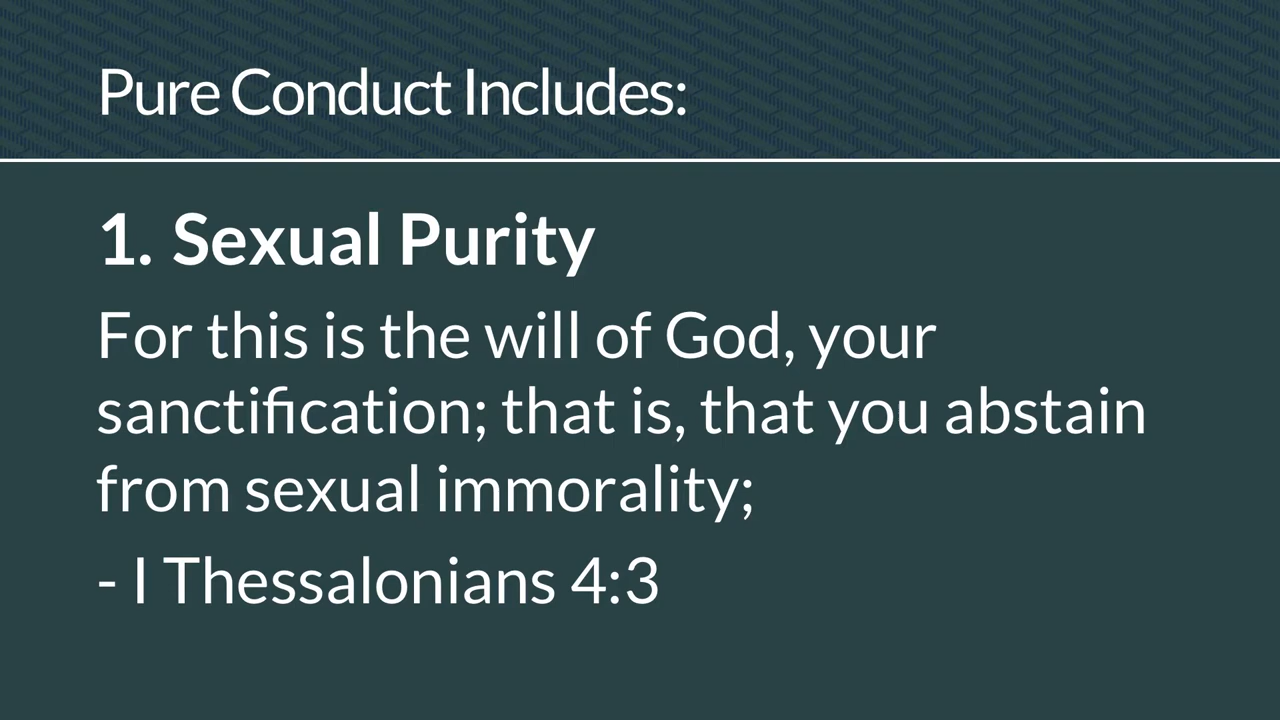 Pure Conduct Includes:
1. Sexual Purity
For this is the will of God, your
sanctification; that is, that you abstain
from sexual immorality;
- I Thessalonians 4:3